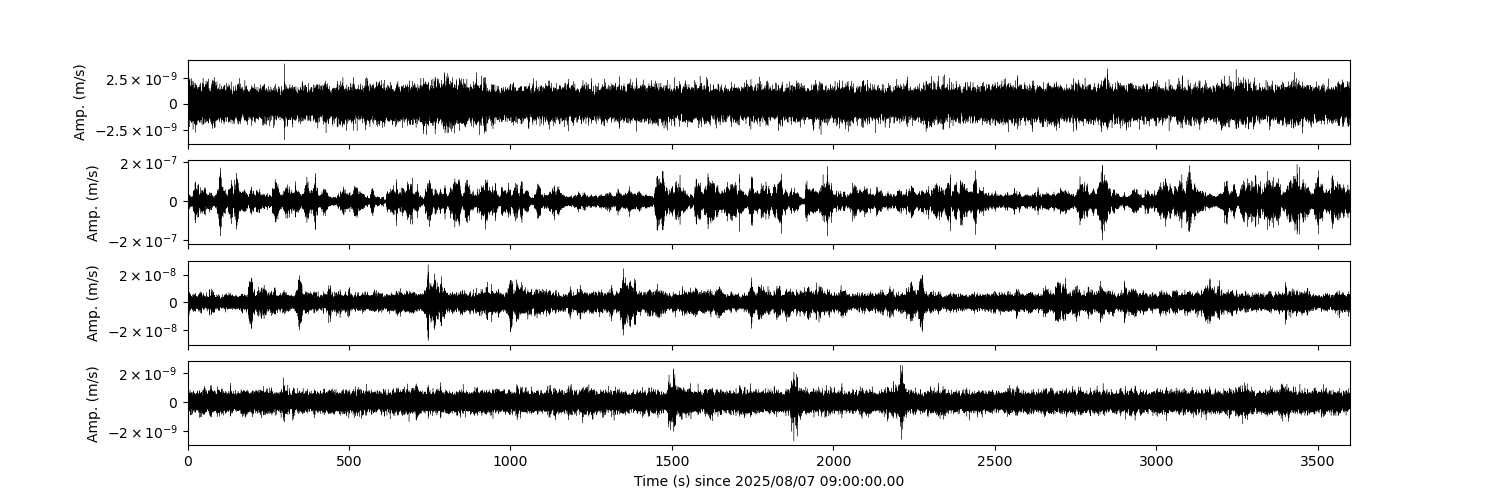 Amp. (m/s)
2.5 × 10⁻⁹
0
−2.5 × 10⁻⁹
Amp. (m/s)
2 × 10⁻⁷
0
−2 × 10⁻⁷
Amp. (m/s)
2 × 10⁻⁸
0
−2 × 10⁻⁸
Amp. (m/s)
2 × 10⁻⁹
0
−2 × 10⁻⁹
0 500 1000 1500 2000 2500 3000 3500
Time (s) since 2025/08/07 09:00:00.00